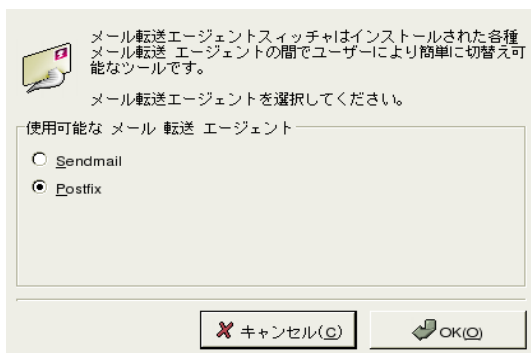 メール転送エージェントスィッチャはインストールされた各種
メール転送 エージェントの間でユーザーにより簡単に切替え可
能なツールです。
メール転送エージェントを選択してください。
使用可能な メール 転送 エージェント
Sendmail
Postfix
キャンセル(C)
OK(O)